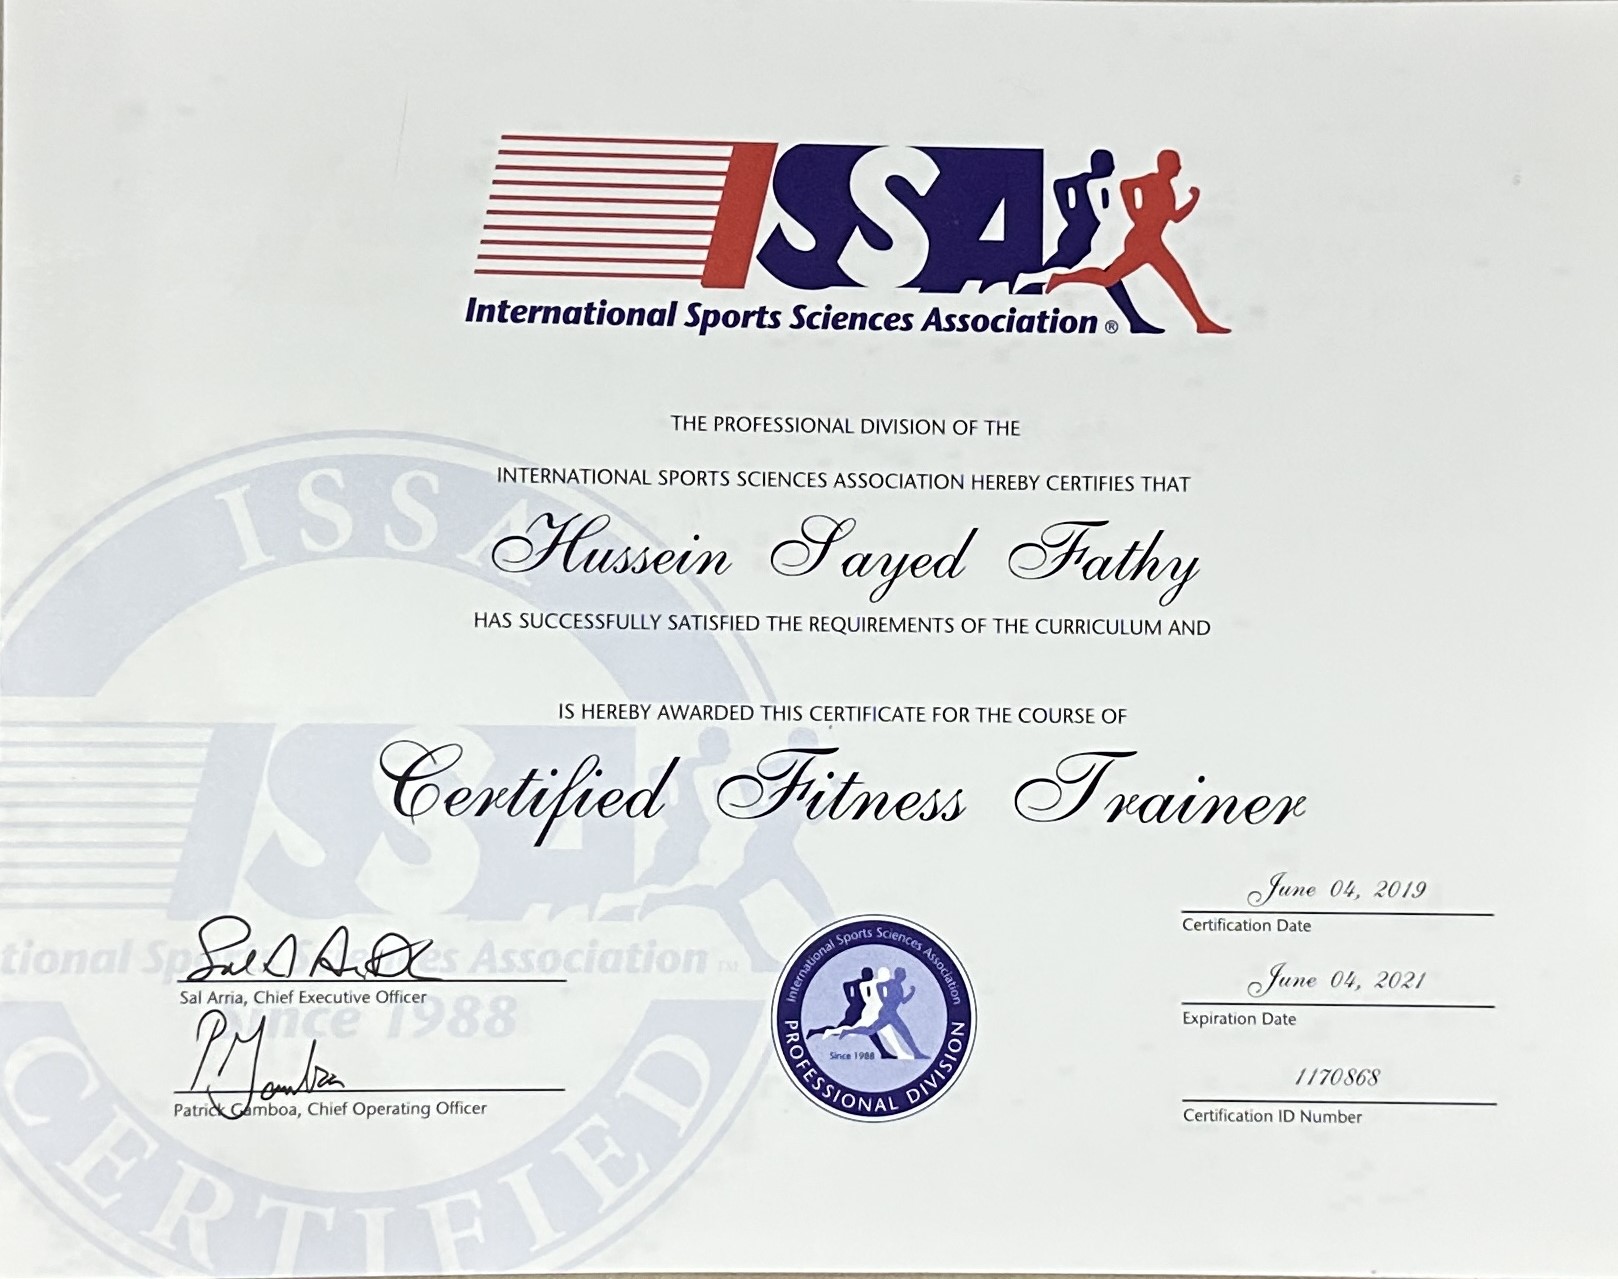 ISSA
International Sports Sciences Association ®
THE PROFESSIONAL DIVISION OF THE
INTERNATIONAL SPORTS SCIENCES ASSOCIATION HEREBY CERTIFIES THAT
Hussein Sayed Fathy
HAS SUCCESSFULLY SATISFIED THE REQUIREMENTS OF THE CURRICULUM AND
IS HEREBY AWARDED THIS CERTIFICATE FOR THE COURSE OF
Certified Fitness Trainer
June 04, 2019
Certification Date
June 04, 2021
Expiration Date
1170868
Certification ID Number
Sal Arria, Chief Executive Officer
Patrick Gamboa, Chief Operating Officer
International Sports Sciences Association
Since 1988
PROFESSIONAL DIVISION
ISSA
SSA
tional Sp Sciences Association TM
Since 1988
CERTIFIED